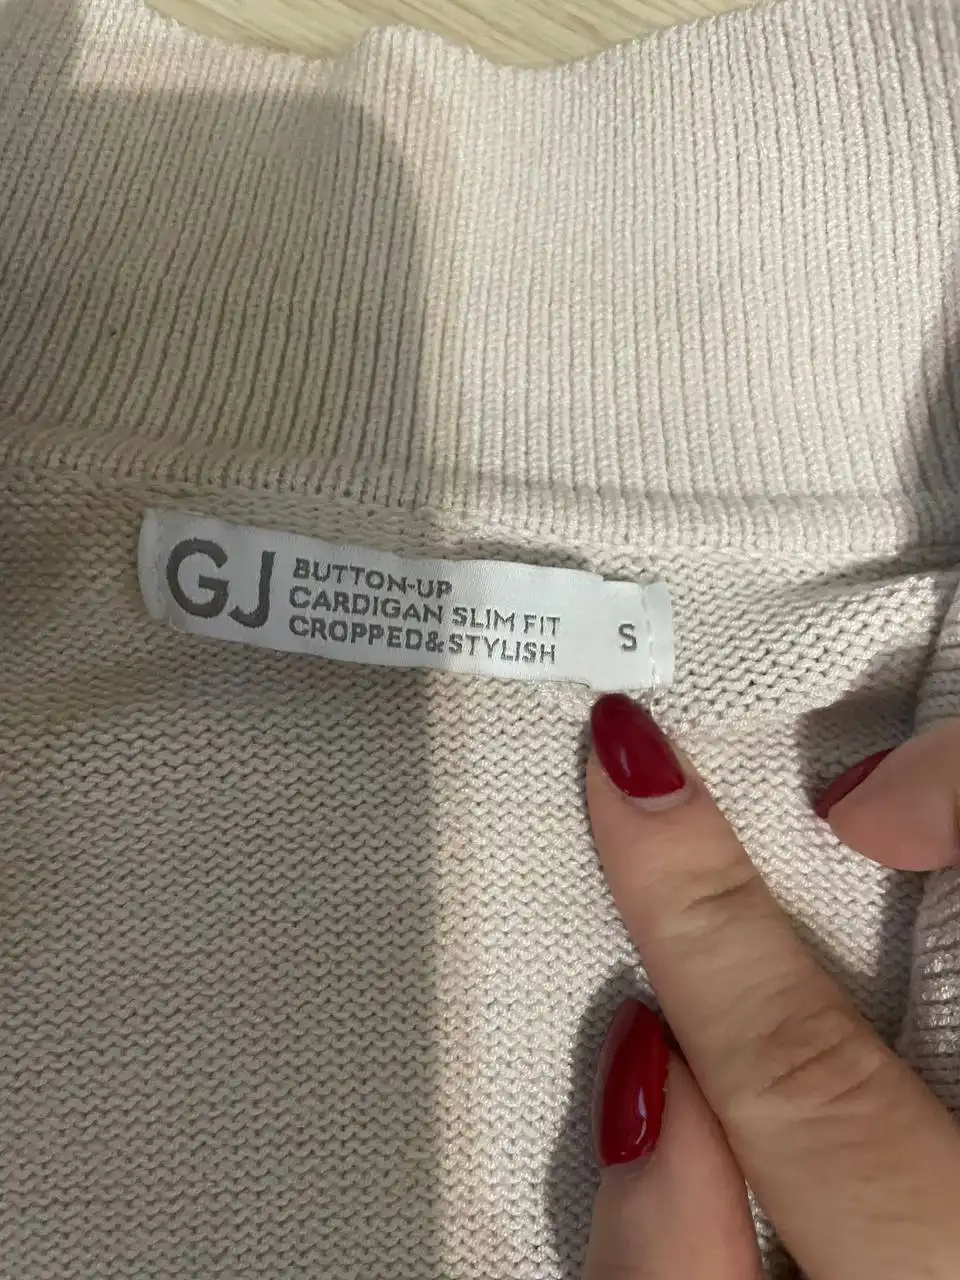 GJ
BUTTON-UP
CARDIGAN SLIM FIT
CROPPED&STYLISH
S